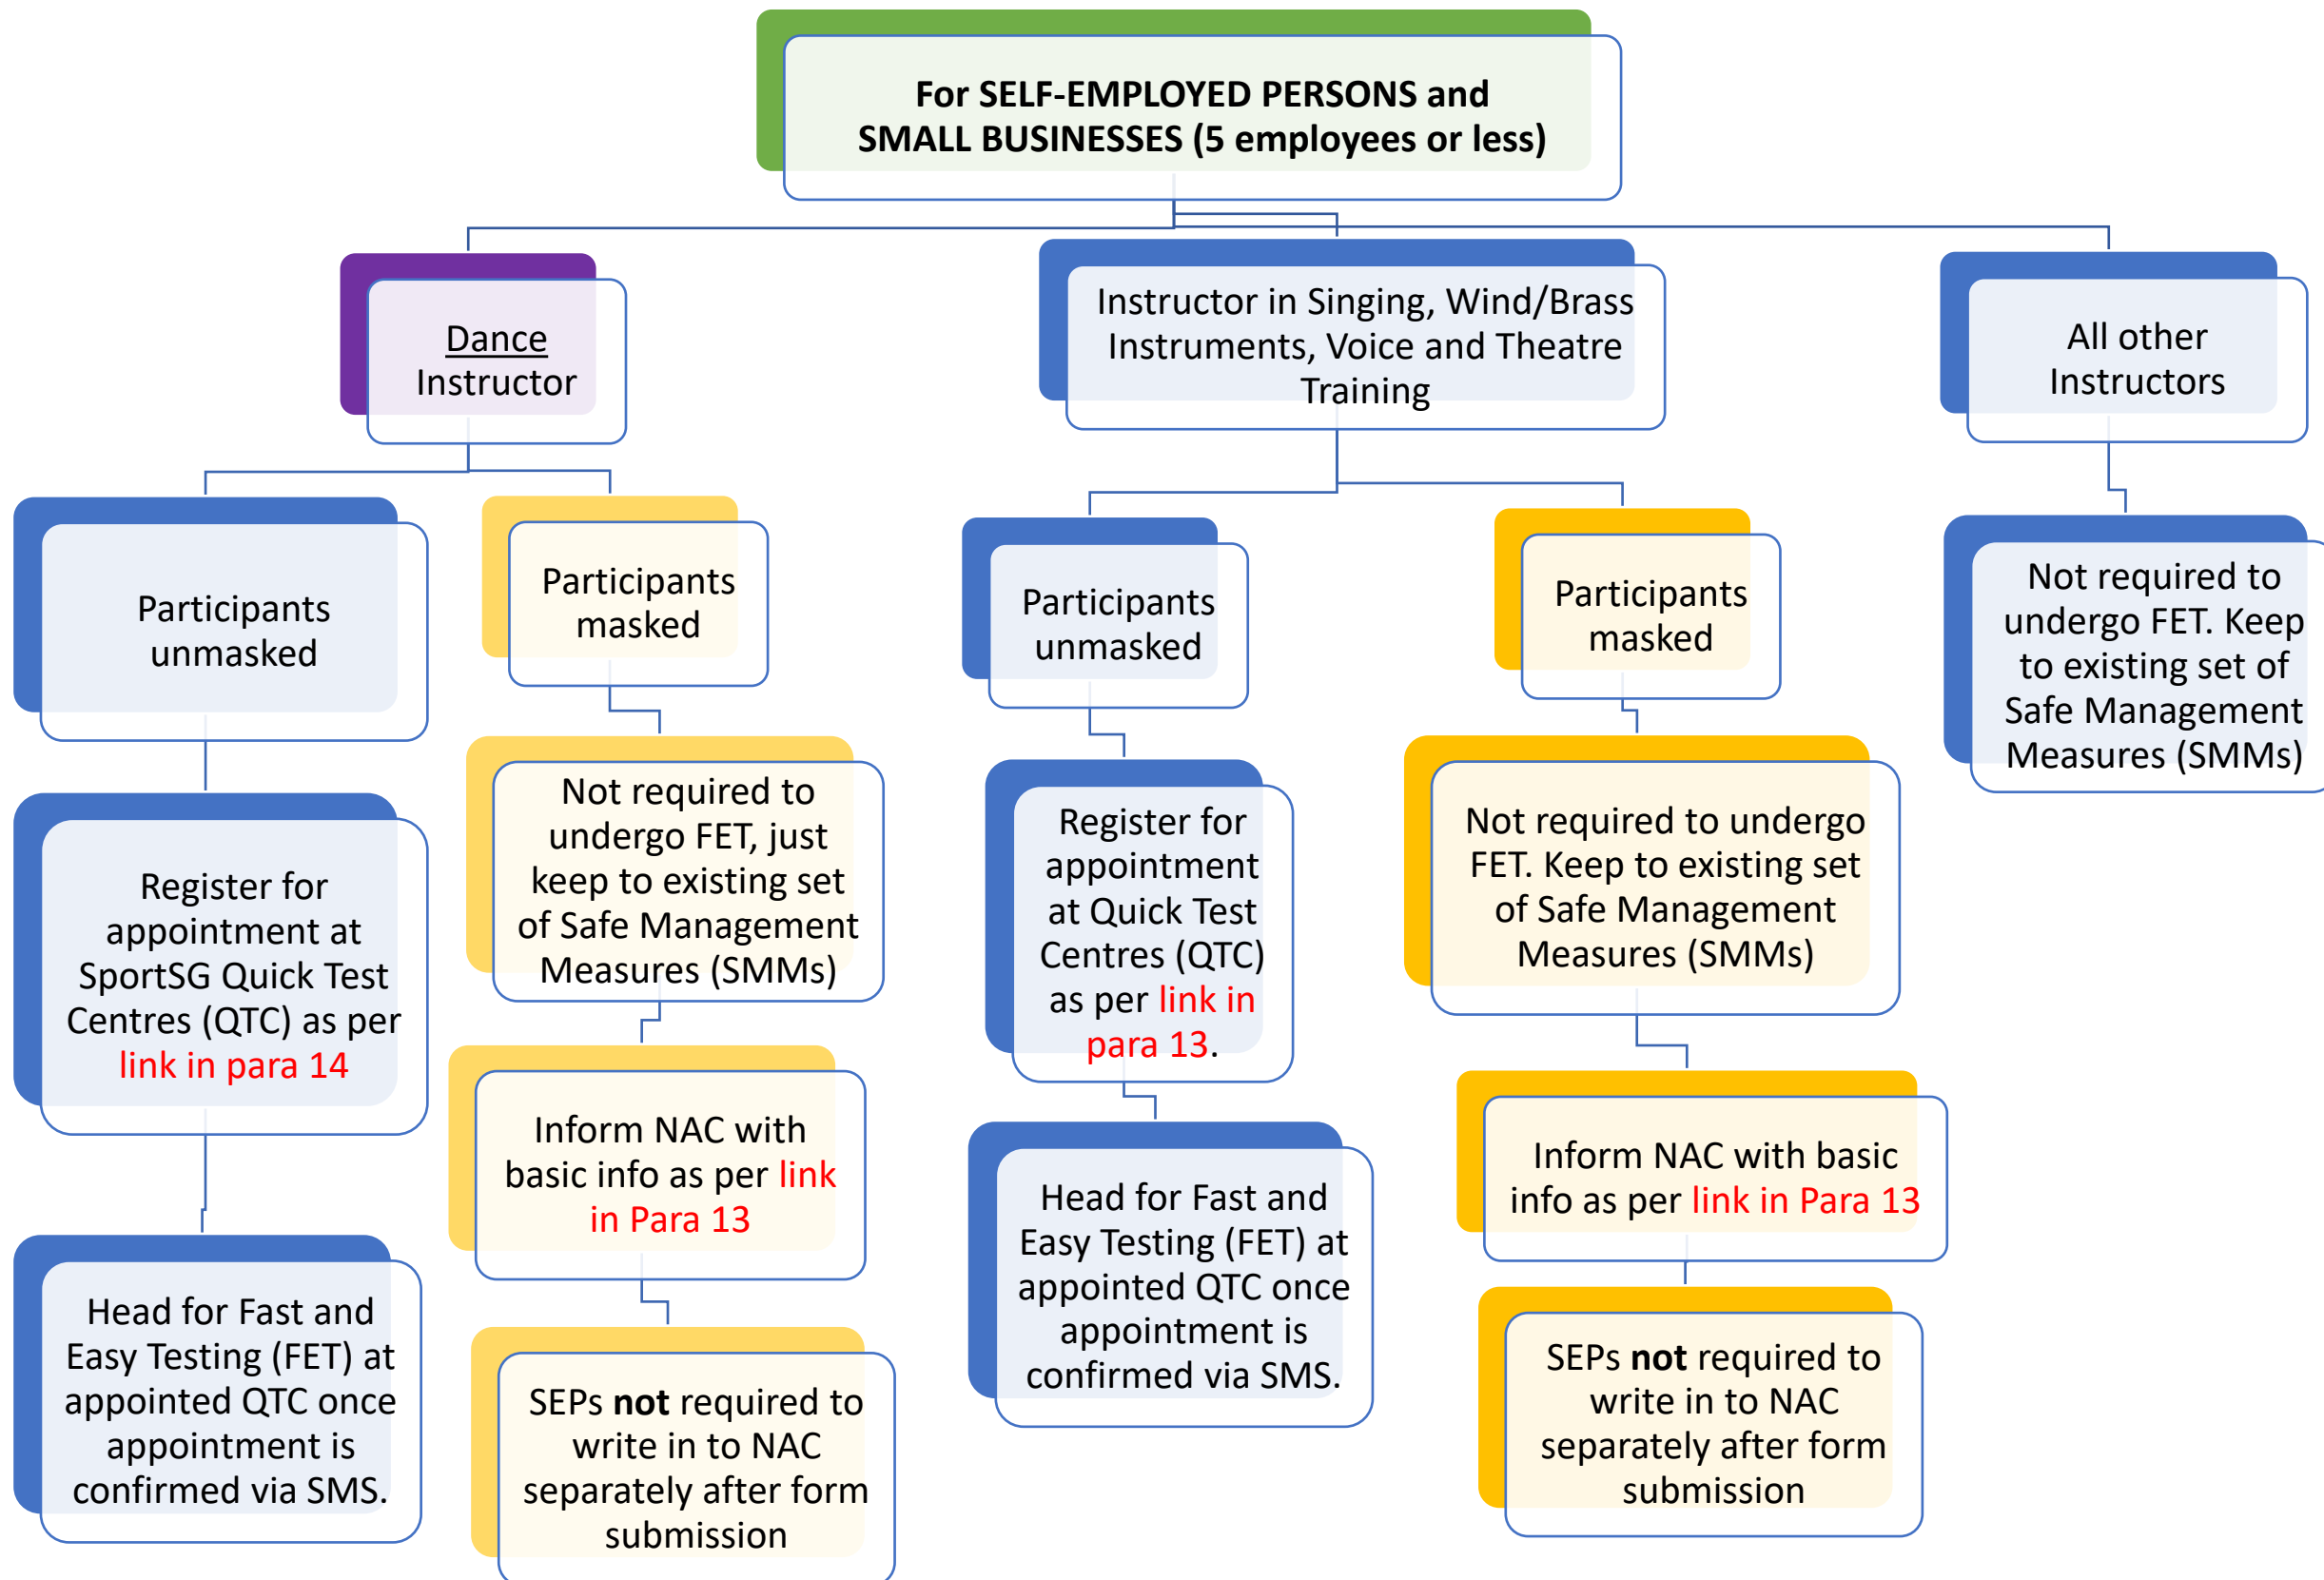 For SELF-EMPLOYED PERSONS and
SMALL BUSINESSES (5 employees or less)
Dance
Instructor
Participants
unmasked
Register for
appointment at
SportSG Quick Test
Centres (QTC) as per
link in para 14
Head for Fast and
Easy Testing (FET) at
appointed QTC once
appointment is
confirmed via SMS.
Participants
masked
Not required to
undergo FET, just
keep to existing set
of Safe Management
Measures (SMMs)
Inform NAC with
basic info as per link
in Para 13
SEPs not required to
write in to NAC
separately after form
submission
Instructor in Singing, Wind/Brass
Instruments, Voice and Theatre
Training
Participants
unmasked
Register for
appointment
at Quick Test
Centres (QTC)
as per link in
para 13.
Head for Fast and
Easy Testing (FET) at
appointed QTC once
appointment is
confirmed via SMS.
Participants
masked
Not required to undergo
FET. Keep to existing set
of Safe Management
Measures (SMMs)
Inform NAC with basic
info as per link in Para 13
SEPs not required to
write in to NAC
separately after form
submission
All other
Instructors
Not required to
undergo FET. Keep
to existing set of
Safe Management
Measures (SMMs)